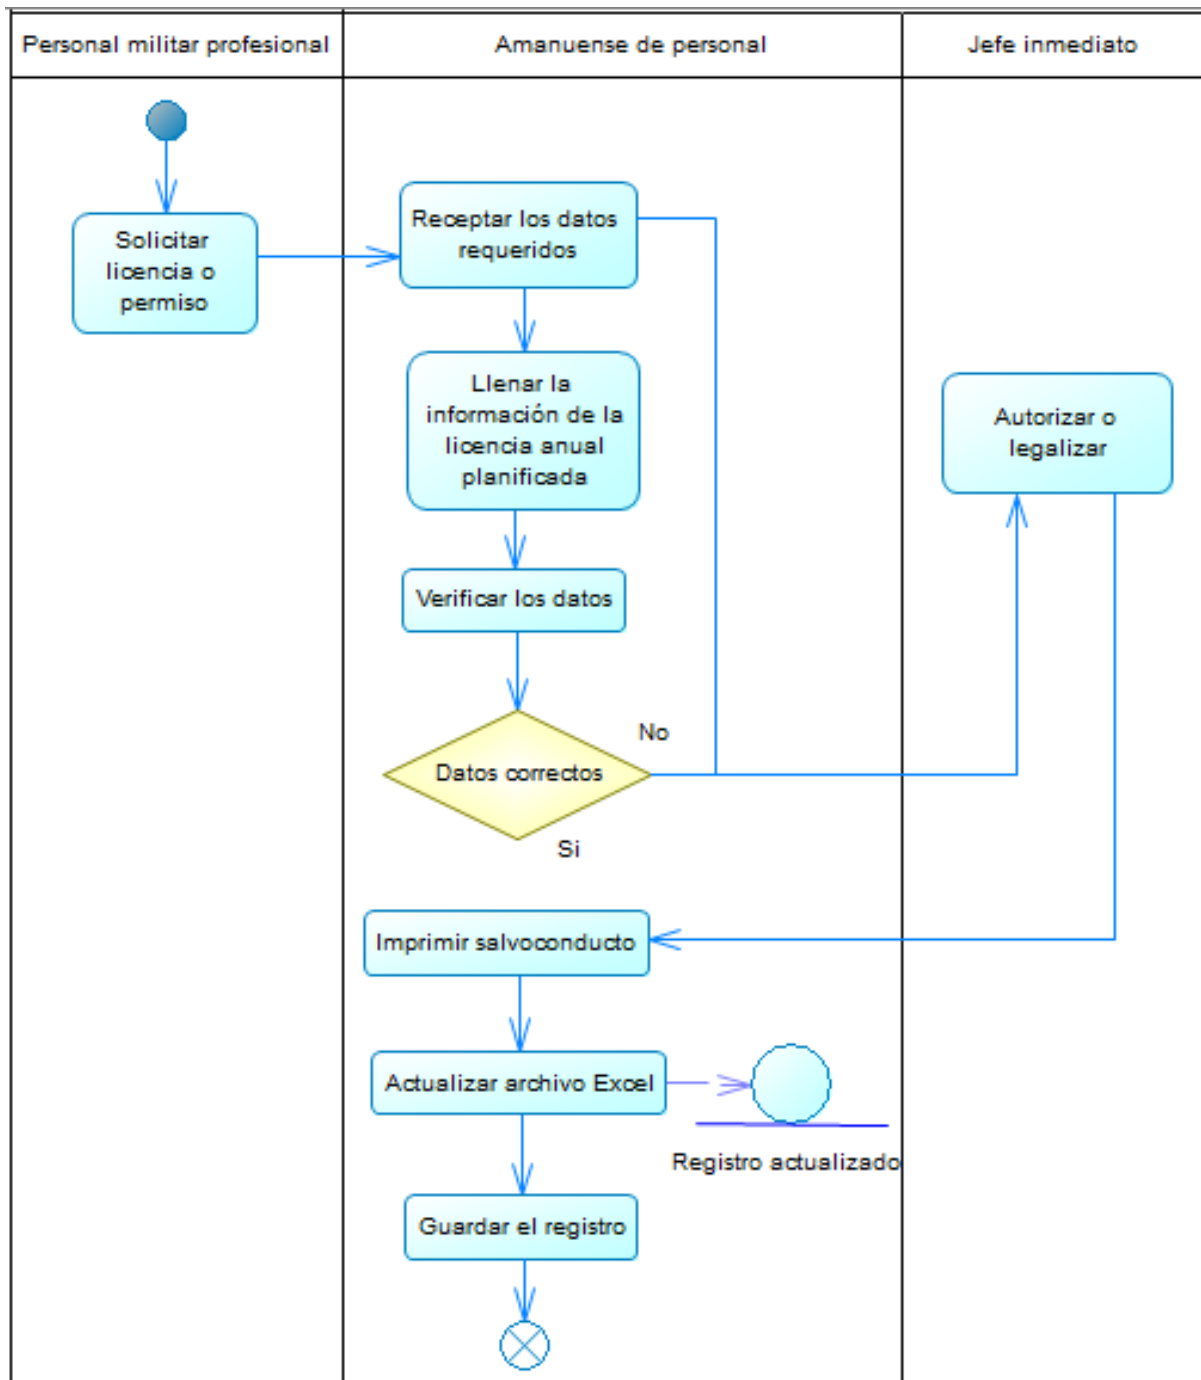 Personal militar profesional
Amanuense de personal
Jefe inmediato
Solicitar
licencia o
permiso
Receptar los datos
requeridos
Llenar la
información de la
licencia anual
planificada
Autorizar o
legalizar
Verificar los datos
No
Datos correctos
Si
Imprimir salvoconducto
Actualizar archivo Excel
Registro actualizado
Guardar el registro